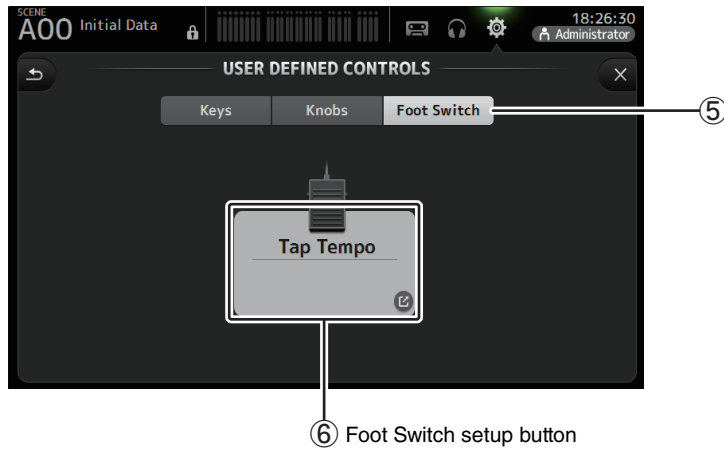 SCENE
A00 Initial Data
18:26:30
Administrator
USER DEFINED CONTROLS
Keys Knobs Foot Switch
⑤
Tap Tempo
⑥ Foot Switch setup button